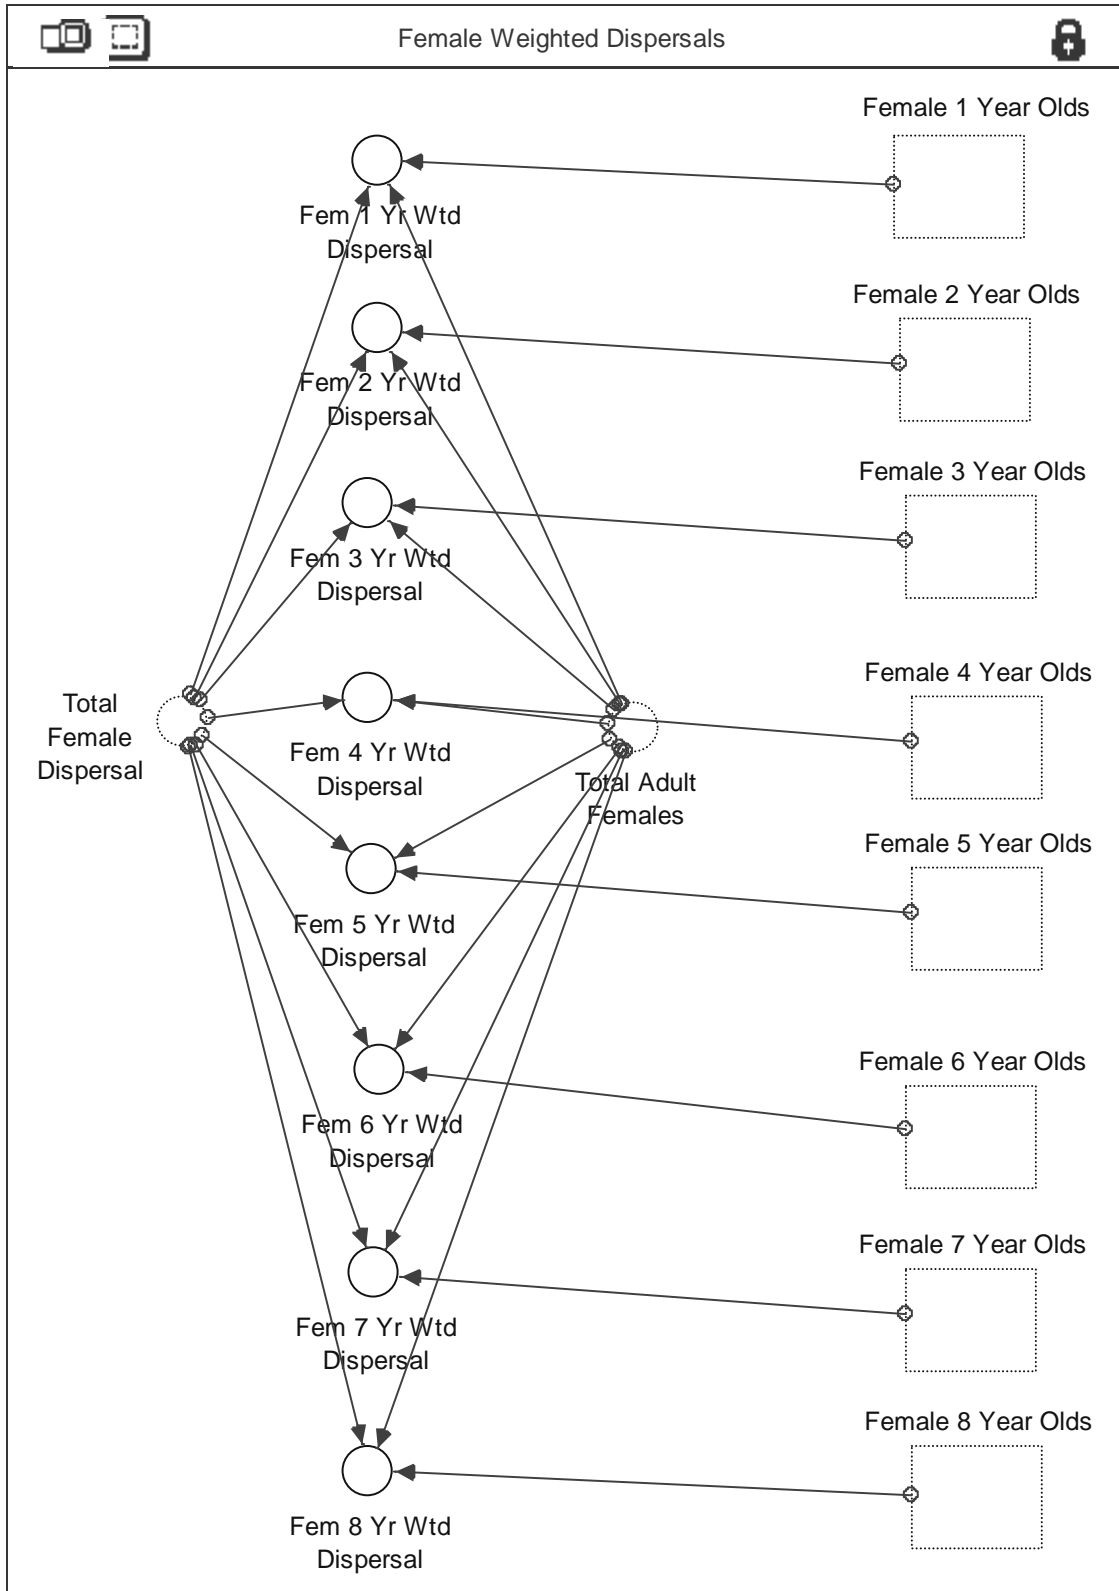 Female Weighted Dispersals
Female 1 Year Olds
Fem 1 Yr Wtd
Dispersal
Female 2 Year Olds
Fem 2 Yr Wtd
Dispersal
Female 3 Year Olds
Fem 3 Yr Wtd
Dispersal
Female 4 Year Olds
Total
Female
Dispersal
Fem 4 Yr Wtd
Dispersal
Total Adult
Females
Female 5 Year Olds
Fem 5 Yr Wtd
Dispersal
Female 6 Year Olds
Fem 6 Yr Wtd
Dispersal
Female 7 Year Olds
Fem 7 Yr Wtd
Dispersal
Female 8 Year Olds
Fem 8 Yr Wtd
Dispersal